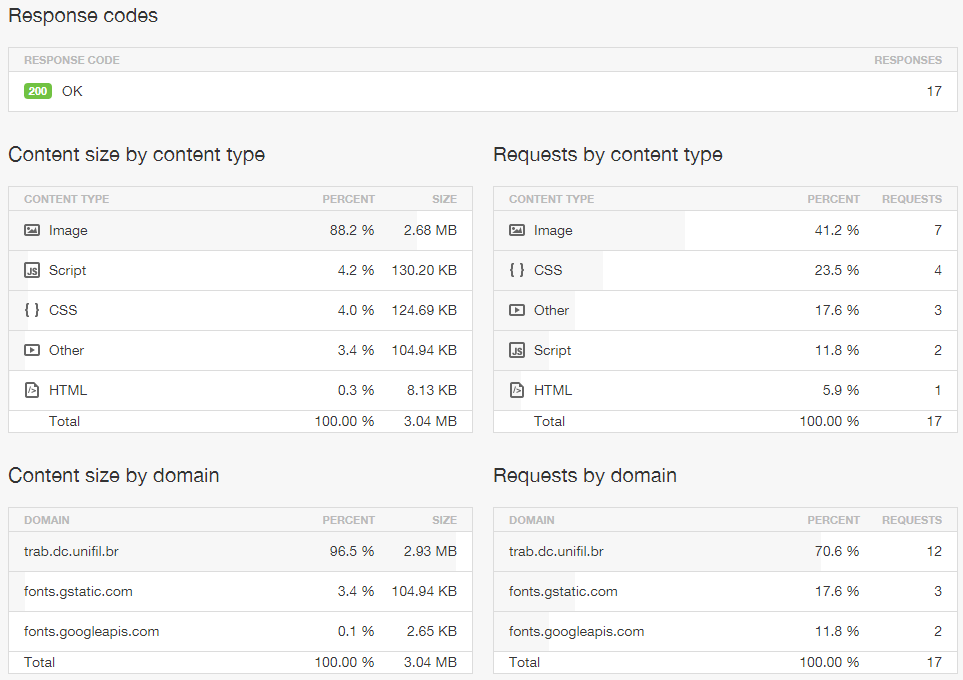 Response codes
RESPONSE CODE RESPONSES
200 OK 17
Content size by content type
CONTENT TYPE PERCENT SIZE
Image 88.2 % 2.68 MB
JS Script 4.2 % 130.20 KB
{ } CSS 4.0 % 124.69 KB
Other 3.4 % 104.94 KB
</> HTML 0.3 % 8.13 KB
Total 100.00 % 3.04 MB
Requests by content type
CONTENT TYPE PERCENT REQUESTS
Image 41.2 % 7
{ } CSS 23.5 % 4
Other 17.6 % 3
JS Script 11.8 % 2
</> HTML 5.9 % 1
Total 100.00 % 17
Content size by domain
DOMAIN PERCENT SIZE
trab.dc.unifil.br 96.5 % 2.93 MB
fonts.gstatic.com 3.4 % 104.94 KB
fonts.googleapis.com 0.1 % 2.65 KB
Total 100.00 % 3.04 MB
Requests by domain
DOMAIN PERCENT REQUESTS
trab.dc.unifil.br 70.6 % 12
fonts.gstatic.com 17.6 % 3
fonts.googleapis.com 11.8 % 2
Total 100.00 % 17